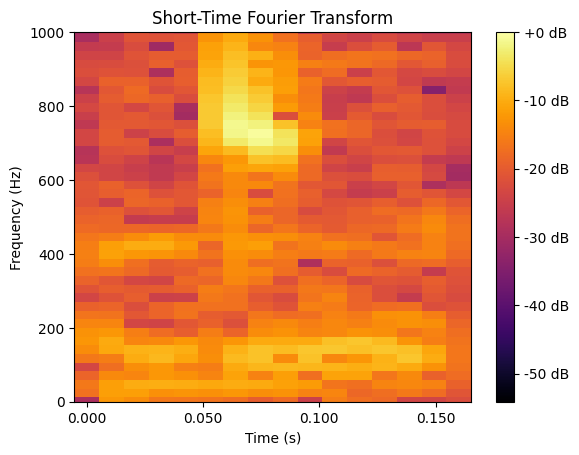 Short-Time Fourier Transform
1000
800
600
400
200
0
Frequency (Hz)
0.000
0.050
0.100
0.150
Time (s)
+0 dB
-10 dB
-20 dB
-30 dB
-40 dB
-50 dB